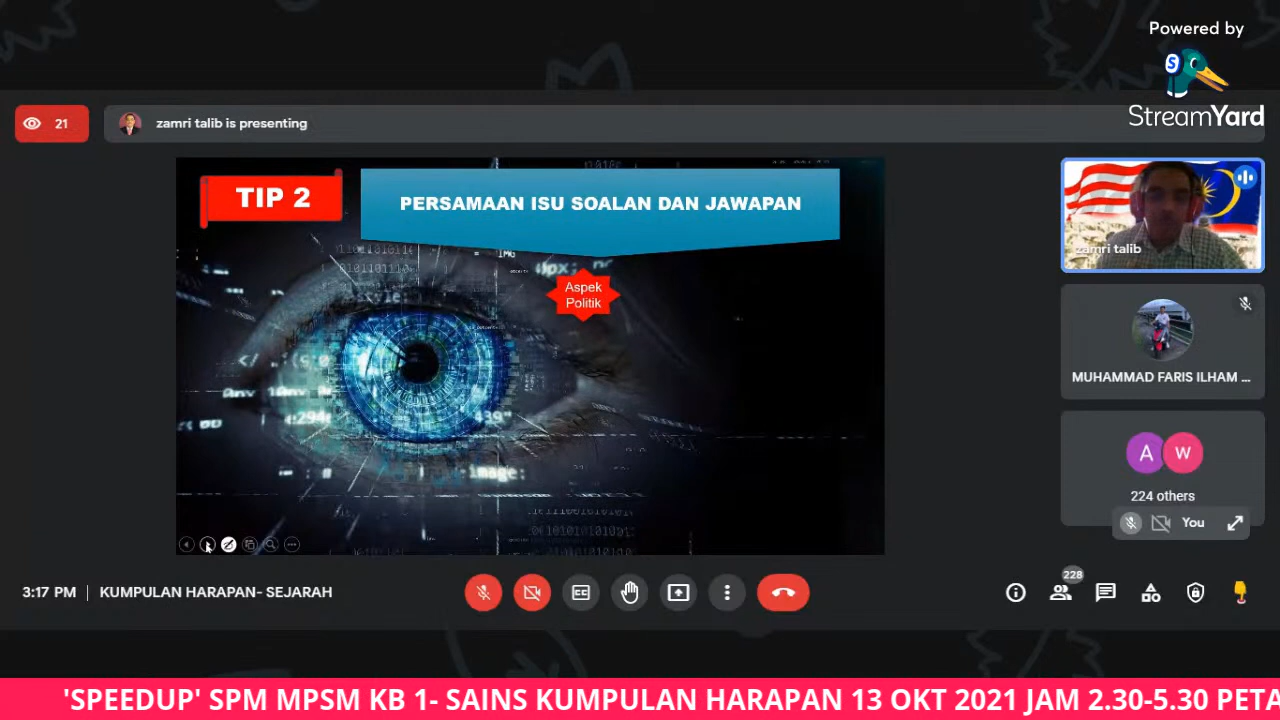 Powered by
StreamYard
21
zamri talib is presenting
TIP 2
PERSAMAAN ISU SOALAN DAN JAWAPAN
Aspek
Politik
zamri talib
MUHAMMAD FARIS ILHAM ...
A W
224 others
You
3:17 PM | KUMPULAN HARAPAN- SEJARAH
228
'SPEEDUP' SPM MPSM KB 1- SAINS KUMPULAN HARAPAN 13 OKT 2021 JAM 2.30-5.30 PETA